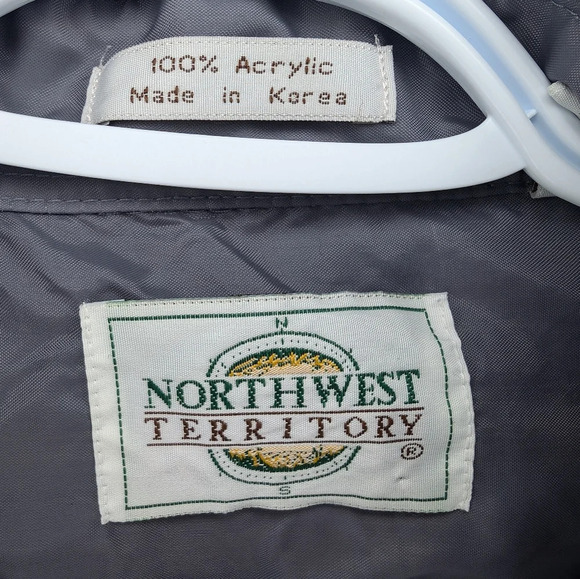 100% Acrylic
Made in Korea
N
NORTHWEST
TERRITORY
®
S